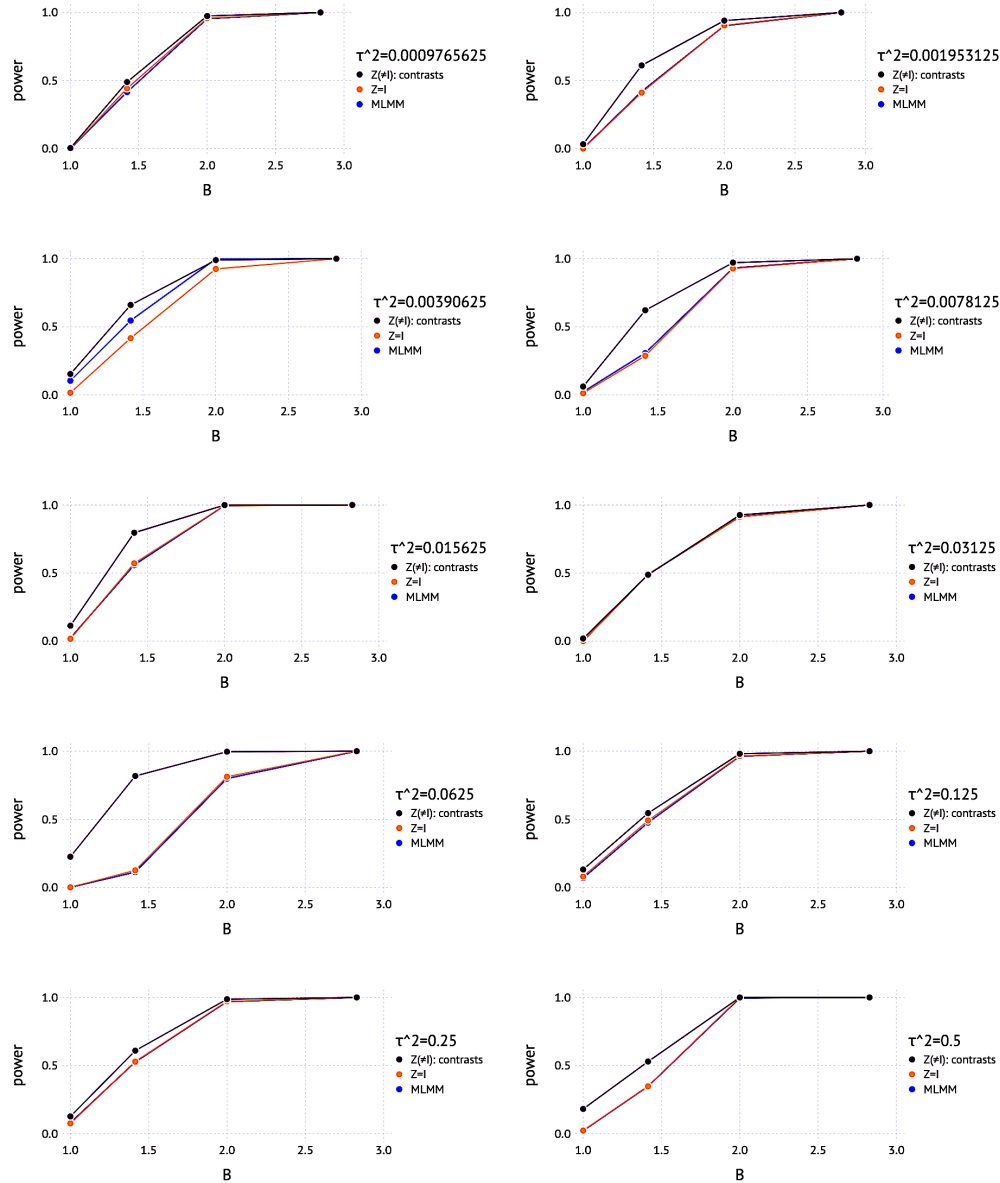 1.0
power
0.5
0.0
1.0 1.5 2.0 2.5 3.0
B
τ^2=0.0009765625
Z(≠I): contrasts
Z=I
MLMM
1.0
power
0.5
0.0
1.0 1.5 2.0 2.5 3.0
B
τ^2=0.001953125
Z(≠I): contrasts
Z=I
MLMM
1.0
power
0.5
0.0
1.0 1.5 2.0 2.5 3.0
B
τ^2=0.00390625
Z(≠I): contrasts
Z=I
MLMM
1.0
power
0.5
0.0
1.0 1.5 2.0 2.5 3.0
B
τ^2=0.0078125
Z(≠I): contrasts
Z=I
MLMM
1.0
power
0.5
0.0
1.0 1.5 2.0 2.5 3.0
B
τ^2=0.015625
Z(≠I): contrasts
Z=I
MLMM
1.0
power
0.5
0.0
1.0 1.5 2.0 2.5 3.0
B
τ^2=0.03125
Z(≠I): contrasts
Z=I
MLMM
1.0
power
0.5
0.0
1.0 1.5 2.0 2.5 3.0
B
τ^2=0.0625
Z(≠I): contrasts
Z=I
MLMM
1.0
power
0.5
0.0
1.0 1.5 2.0 2.5 3.0
B
τ^2=0.125
Z(≠I): contrasts
Z=I
MLMM
1.0
power
0.5
0.0
1.0 1.5 2.0 2.5 3.0
B
τ^2=0.25
Z(≠I): contrasts
Z=I
MLMM
1.0
power
0.5
0.0
1.0 1.5 2.0 2.5 3.0
B
τ^2=0.5
Z(≠I): contrasts
Z=I
MLMM